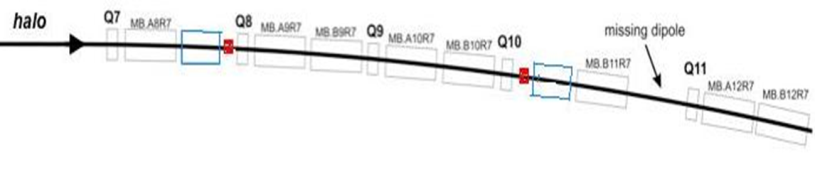 halo
Q7
MB.A8R7
Q8
MB.A9R7
MB.B9R7
Q9
MB.A10R7
MB.B10R7
Q10
MB.B11R7
missing dipole
Q11
MB.A12R7
MB.B12R7